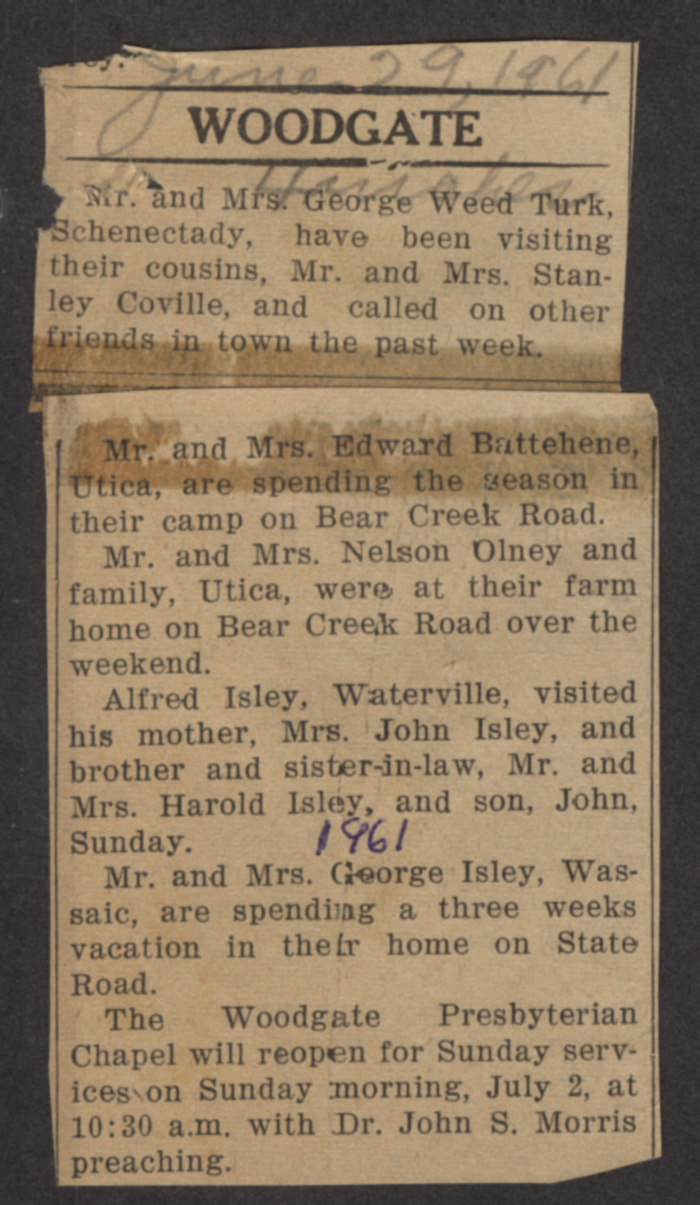 June 29, 1961
WOODGATE
Mr. and Mrs. George Weed Turk,
Schenectady, have been visiting
their cousins, Mr. and Mrs. Stan-
ley Coville, and called on other
friends in town the past week.
Mr. and Mrs. Edward Battehene,
Utica, are spending the season in
their camp on Bear Creek Road.
Mr. and Mrs. Nelson Olney and
family, Utica, were at their farm
home on Bear Creek Road over the
weekend.
Alfred Isley, Waterville, visited
his mother, Mrs. John Isley, and
brother and sister-in-law, Mr. and
Mrs. Harold Isley, and son, John,
Sunday.
1961
Mr. and Mrs. George Isley, Was-
saic, are spending a three weeks
vacation in their home on State
Road.
The Woodgate Presbyterian
Chapel will reopen for Sunday serv-
ices on Sunday morning, July 2, at
10:30 a.m. with Dr. John S. Morris
preaching.